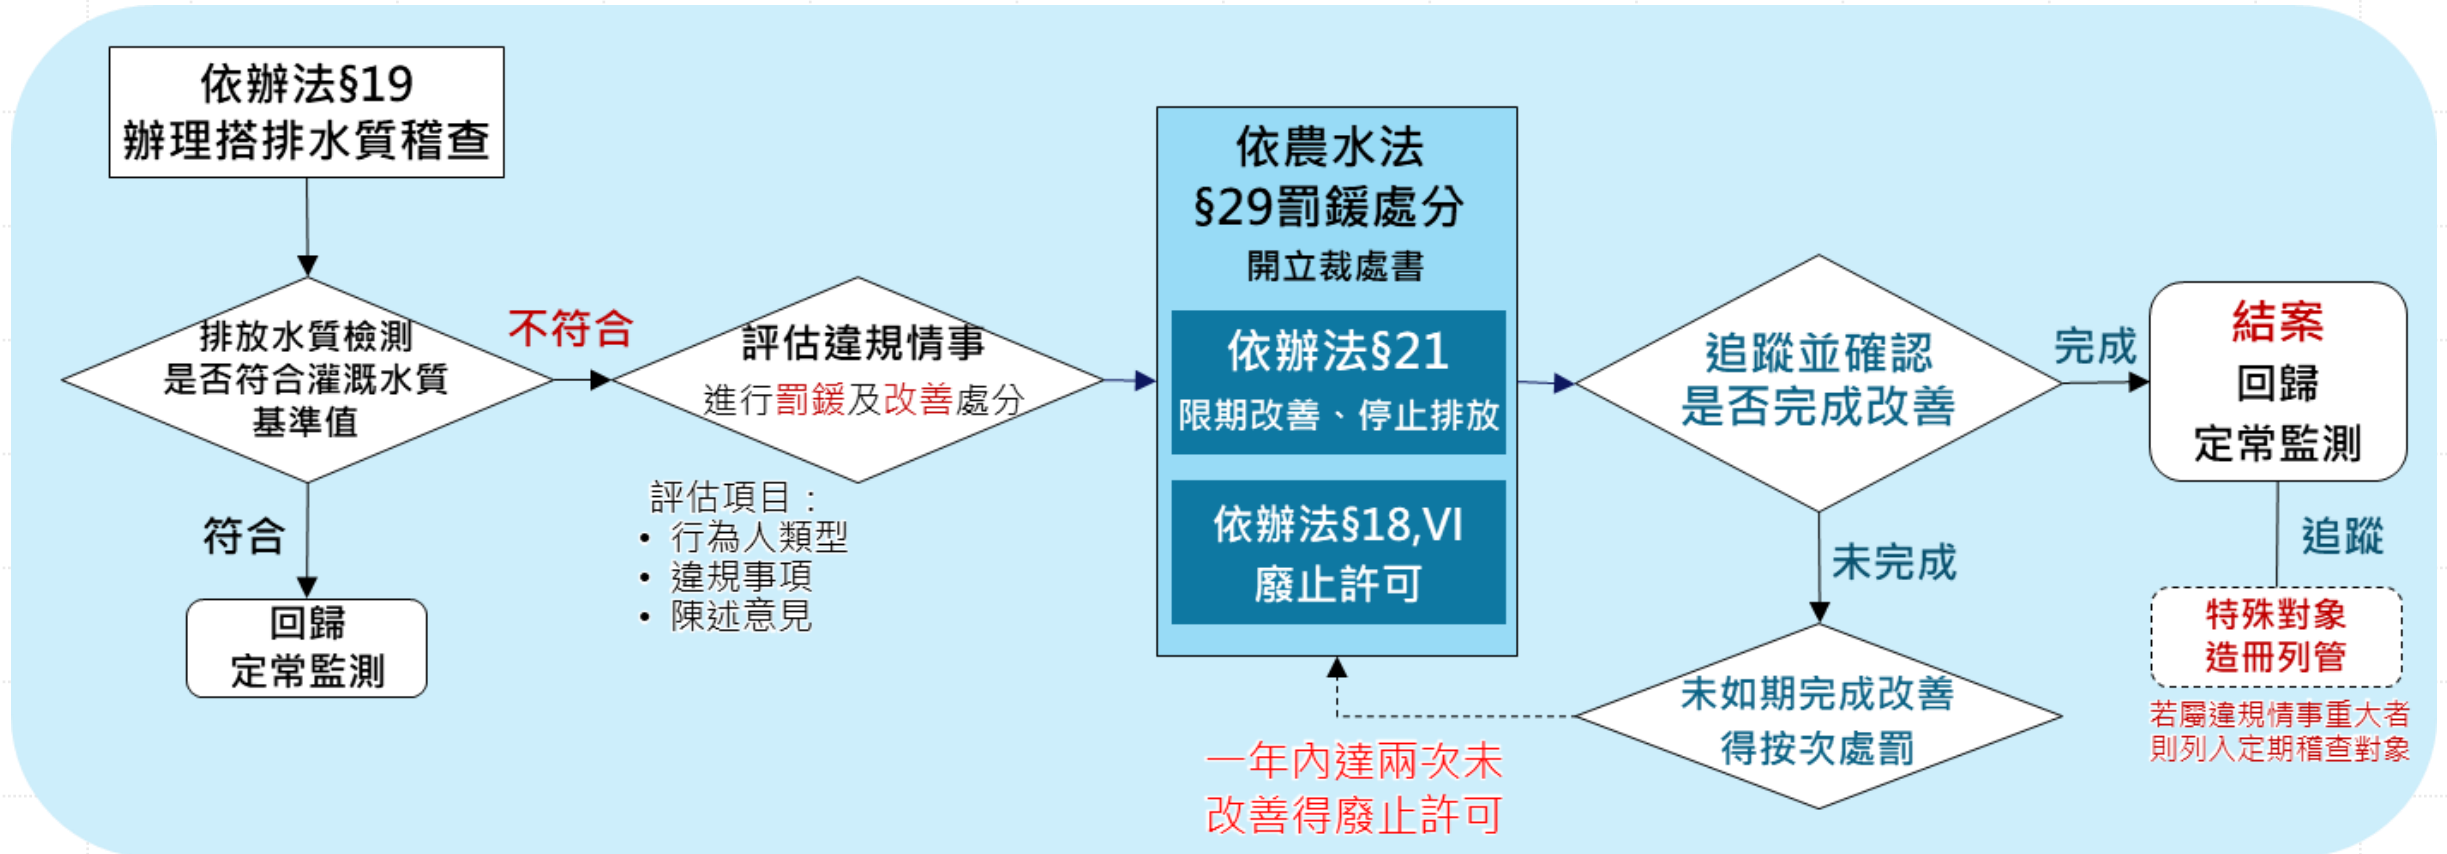 依辦法§19
辦理搭排水質稽查
排放水質檢測
是否符合灌溉水質
基準值
符合
回歸
定常監測
不符合
評估違規情事
進行罰鍰及改善處分
評估項目：
• 行為人類型
• 違規事項
• 陳述意見
依農水法
§29罰鍰處分
開立裁處書
依辦法§21
限期改善、停止排放
依辦法§18,VI
廢止許可
一年內達兩次未
改善得廢止許可
追蹤並確認
是否完成改善
未完成
未如期完成改善
得按次處罰
完成
結案
回歸
定常監測
追蹤
特殊對象
造冊列管
若屬違規情事重大者
則列入定期稽查對象